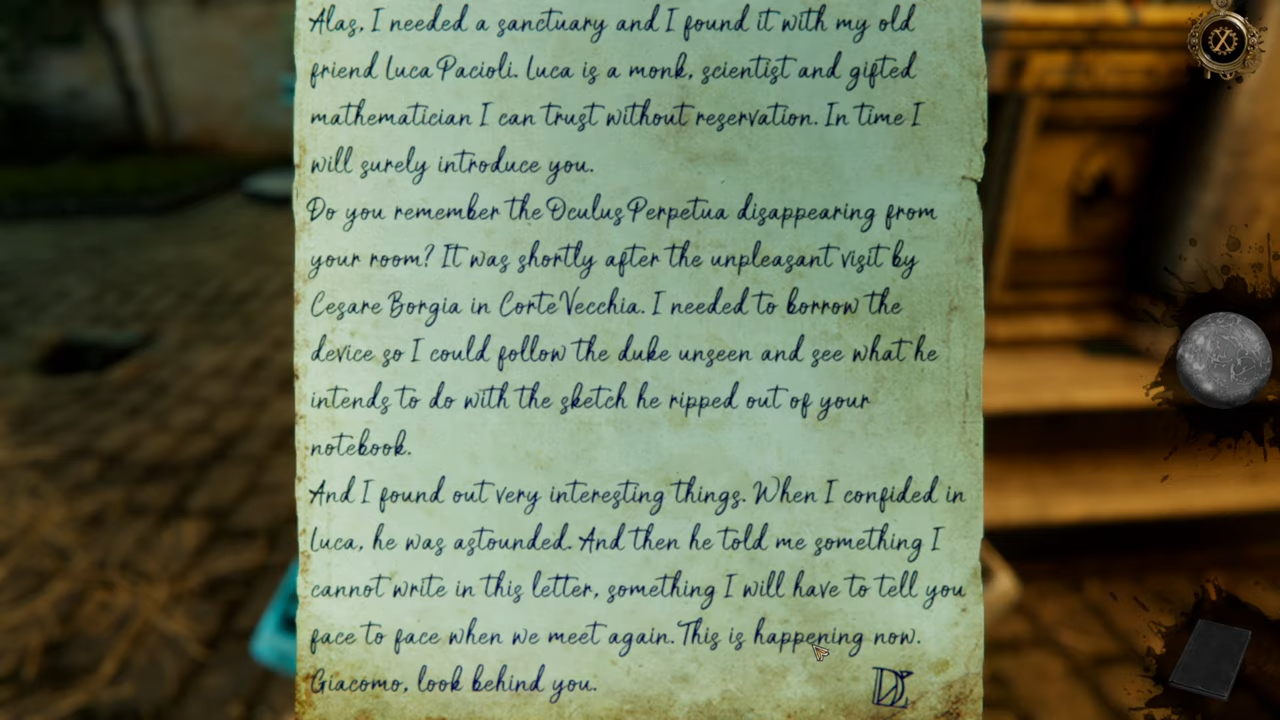 Alas, I needed a sanctuary and I found it with my old
friend Luca Pacioli. Luca is a monk, scientist and gifted
mathematician I can trust without reservation. In time I
will surely introduce you.
Do you remember the Oculus Perpetua disappearing from
your room? It was shortly after the unpleasant visit by
Cesare Borgia in Corte Vecchia. I needed to borrow the
device so I could follow the duke unseen and see what he
intends to do with the sketch he ripped out of your
notebook.
And I found out very interesting things. When I confided in
Luca, he was astounded. And then he told me something I
cannot write in this letter, something I will have to tell you
face to face when we meet again. This is happening now.
Giacomo, look behind you.